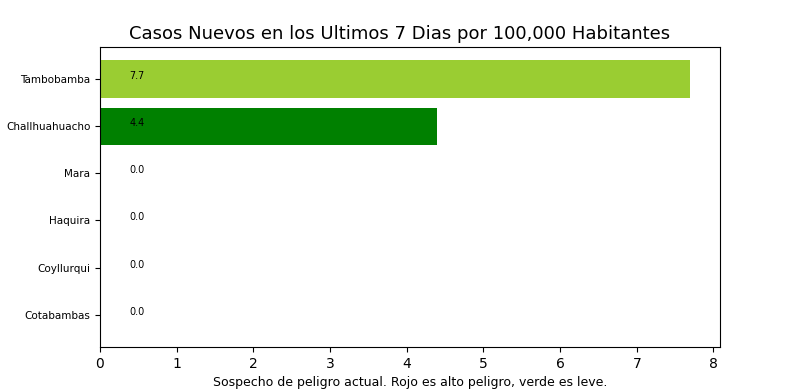 Casos Nuevos en los Ultimos 7 Dias por 100,000 Habitantes
Tambobamba 7.7
Challhuahuacho 4.4
Mara 0.0
Haquira 0.0
Coyllurqui 0.0
Cotabambas 0.0
0 1 2 3 4 5 6 7 8
Sospecho de peligro actual. Rojo es alto peligro, verde es leve.